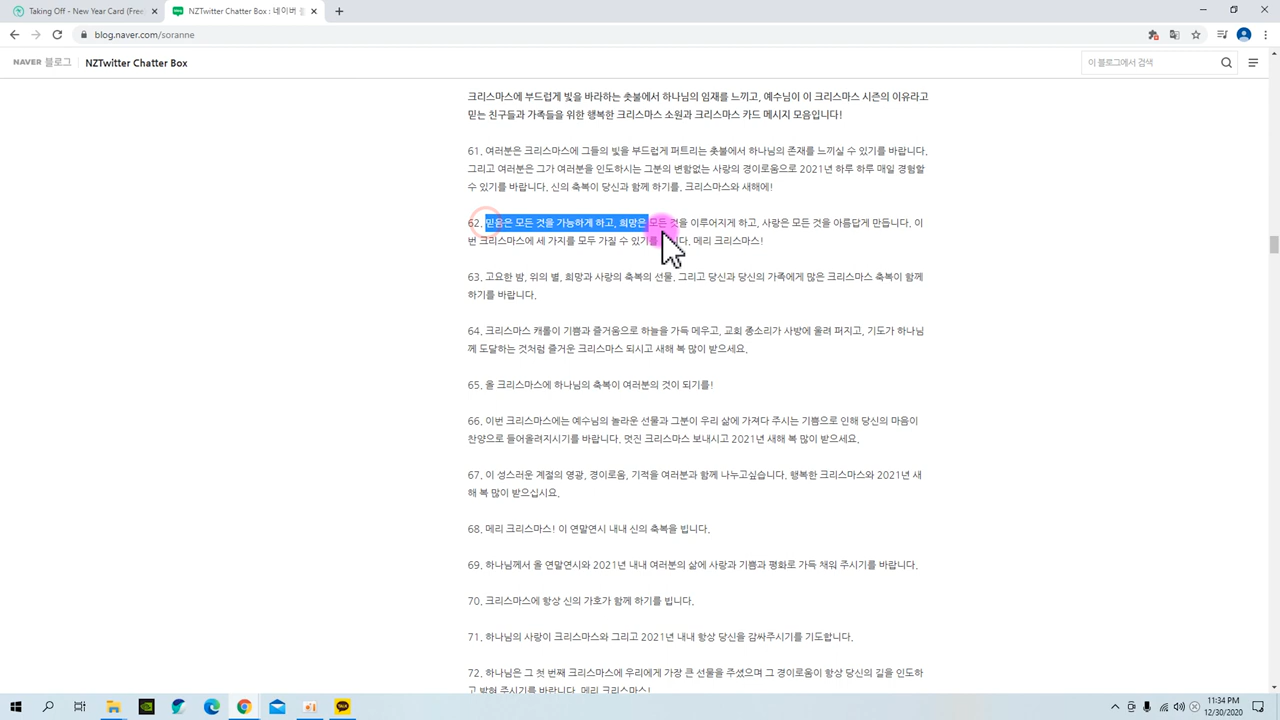 Taking Off - New Year Card (Free
NZTwitter Chatter Box : 네이버 블
blog.naver.com/soranne
NAVER 블로그
NZTwitter Chatter Box
이 블로그에서 검색
크리스마스에 부드럽게 빛을 바라하는 촛불에서 하나님의 임재를 느끼고, 예수님이 이 크리스마스 시즌의 이유라고
믿는 친구들과 가족들을 위한 행복한 크리스마스 소원과 크리스마스 카드 메시지 모음입니다!
61. 여러분은 크리스마스에 그들의 빛을 부드럽게 퍼트리는 촛불에서 하나님의 존재를 느끼실 수 있기를 바랍니다.
그리고 여러분은 그가 여러분을 인도하시는 그분의 변함없는 사랑의 경이로움으로 2021년 하루 하루 매일 경험할
수 있기를 바랍니다. 신의 축복이 당신과 함께 하기를, 크리스마스와 새해에!
62. 믿음은 모든 것을 가능하게 하고, 희망은 모든 것을 이루어지게 하고, 사랑은 모든 것을 아름답게 만듭니다. 이
번 크리스마스에 세 가지를 모두 가질 수 있기를 니다. 메리 크리스마스!
63. 고요한 밤, 위의 별, 희망과 사랑의 축복의 선물, 그리고 당신과 당신의 가족에게 많은 크리스마스 축복이 함께
하기를 바랍니다.
64. 크리스마스 캐롤이 기쁨과 즐거움으로 하늘을 가득 메우고, 교회 종소리가 사방에 울려 퍼지고, 기도가 하나님
께 도달하는 것처럼 즐거운 크리스마스 되시고 새해 복 많이 받으세요.
65. 올 크리스마스에 하나님의 축복이 여러분의 것이 되기를!
66. 이번 크리스마스에는 예수님의 놀라운 선물과 그분이 우리 삶에 가져다 주시는 기쁨으로 인해 당신의 마음이
찬양으로 들어올려지시기를 바랍니다. 멋진 크리스마스 보내시고 2021년 새해 복 많이 받으세요.
67. 이 성스러운 계절의 영광, 경이로움, 기적을 여러분과 함께 나누고싶습니다. 행복한 크리스마스와 2021년 새
해 복 많이 받으십시요.
68. 메리 크리스마스! 이 연말연시 내내 신의 축복을 빕니다.
69. 하나님께서 올 연말연시와 2021년 내내 여러분의 삶에 사랑과 기쁨과 평화로 가득 채워 주시기를 바랍니다.
70. 크리스마스에 항상 신의 가호가 함께 하기를 빕니다.
71. 하나님의 사랑이 크리스마스와 그리고 2021년 내내 항상 당신을 감싸주시기를 기도합니다.
72. 하나님은 그 첫 번째 크리스마스에 우리에게 가장 큰 선물을 주셨으며 그 경이로움이 항상 당신의 길을 인도하
고 밝혀 주시기를 바랍니다. 메리 크리스마스!
TALK
11:34 PM
12/30/2020